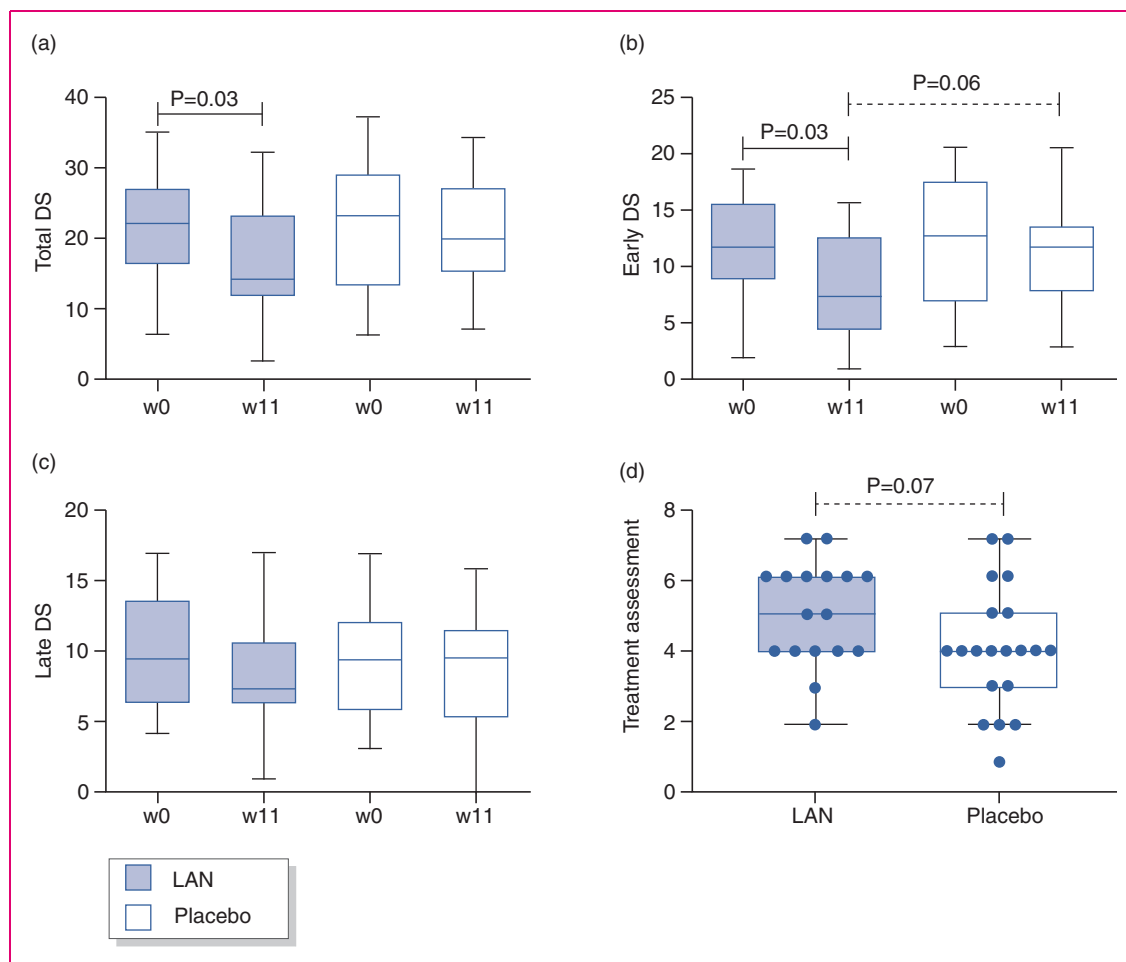 (a)
Total DS
40
30
20
10
0
P=0.03
w0 w11 w0 w11
(b)
Early DS
25
20
15
10
5
0
P=0.03
P=0.06
w0 w11 w0 w11
(c)
Late DS
20
15
10
5
0
w0 w11 w0 w11
(d)
Treatment assessment
8
6
4
2
0
P=0.07
LAN Placebo
LAN
Placebo